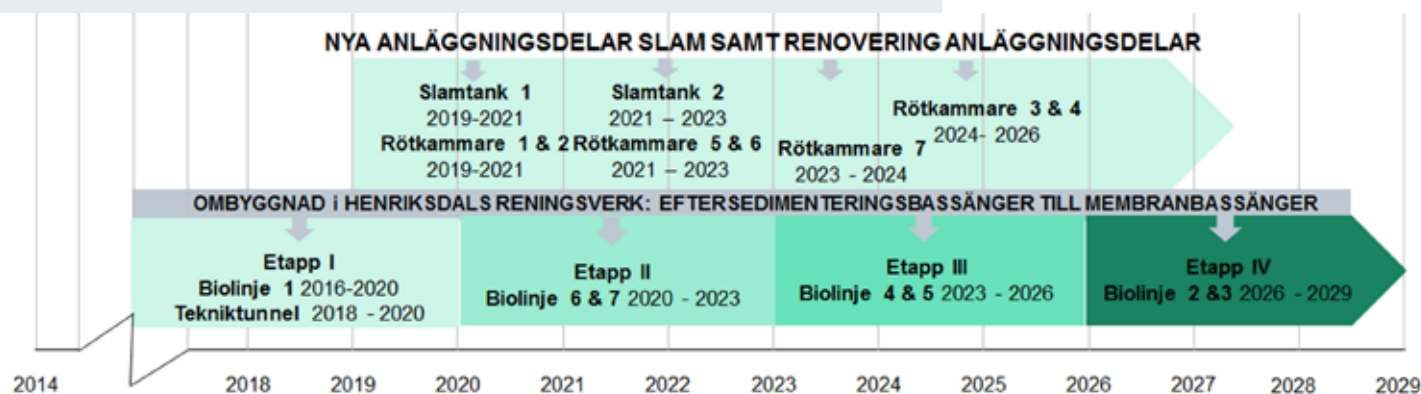 NYA ANLÄGGNINGSDELAR SLAM SAMT RENOVERING ANLÄGGNINGSDELAR
Slamtank 1
2019-2021
Rötkammare 1 & 2
2019-2021
Slamtank 2
2021 – 2023
Rötkammare 5 & 6
2021 – 2023
Rötkammare 7
2023 - 2024
Rötkammare 3 & 4
2024- 2026
OMBYGGNAD i HENRIKSDALS RENINGSVERK: EFTERSEDIMENTERINGSBASSÄNGER TILL MEMBRANBASSÄNGER
Etapp I
Biolinje 1 2016-2020
Tekniktunnel 2018 - 2020
Etapp II
Biolinje 6 & 7 2020 - 2023
Etapp III
Biolinje 4 & 5 2023 - 2026
Etapp IV
Biolinje 2 &3 2026 - 2029
2014 2018 2019 2020 2021 2022 2023 2024 2025 2026 2027 2028 2029